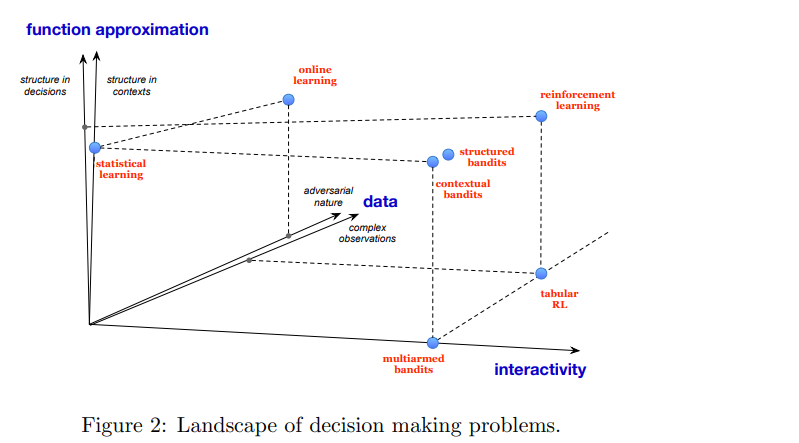 function approximation
structure in
decisions
structure in
contexts
online
learning
reinforcement
learning
statistical
learning
structured
bandits
contextual
bandits
adversarial
nature
data
complex
observations
tabular
RL
multiarmed
bandits
interactivity
Figure 2: Landscape of decision making problems.